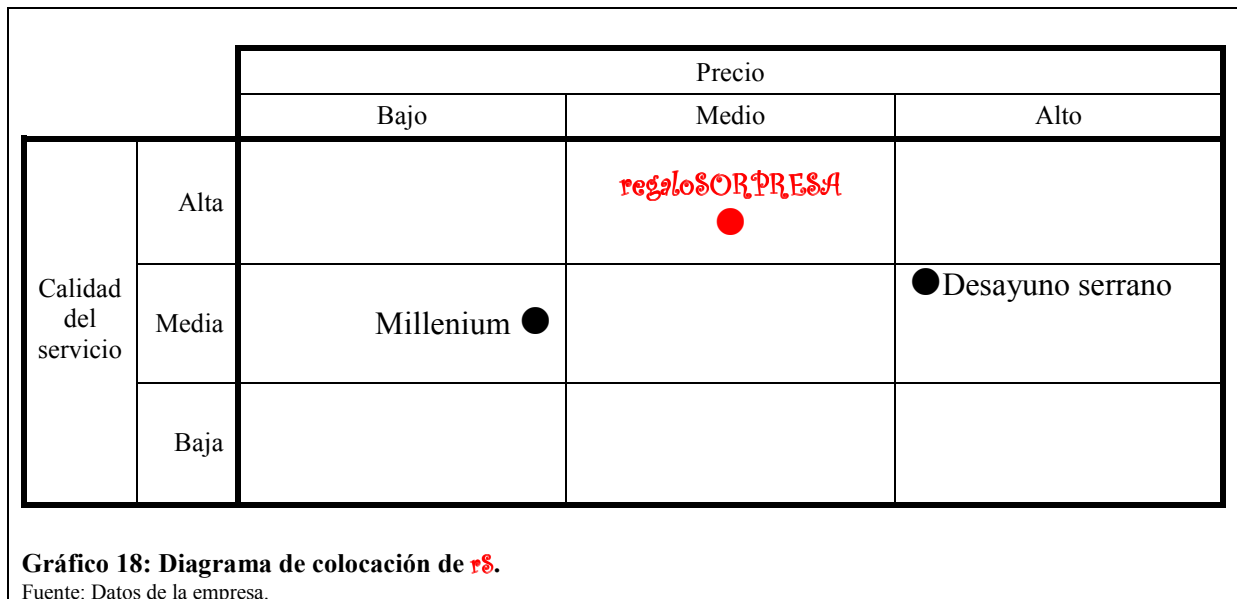 Precio
Bajo Medio Alto
Alta
regaloSORPRESA
Calidad
del
servicio
Media
Millenium
Desayuno serrano
Baja
Gráfico 18: Diagrama de colocación de rS.
Fuente: Datos de la empresa.